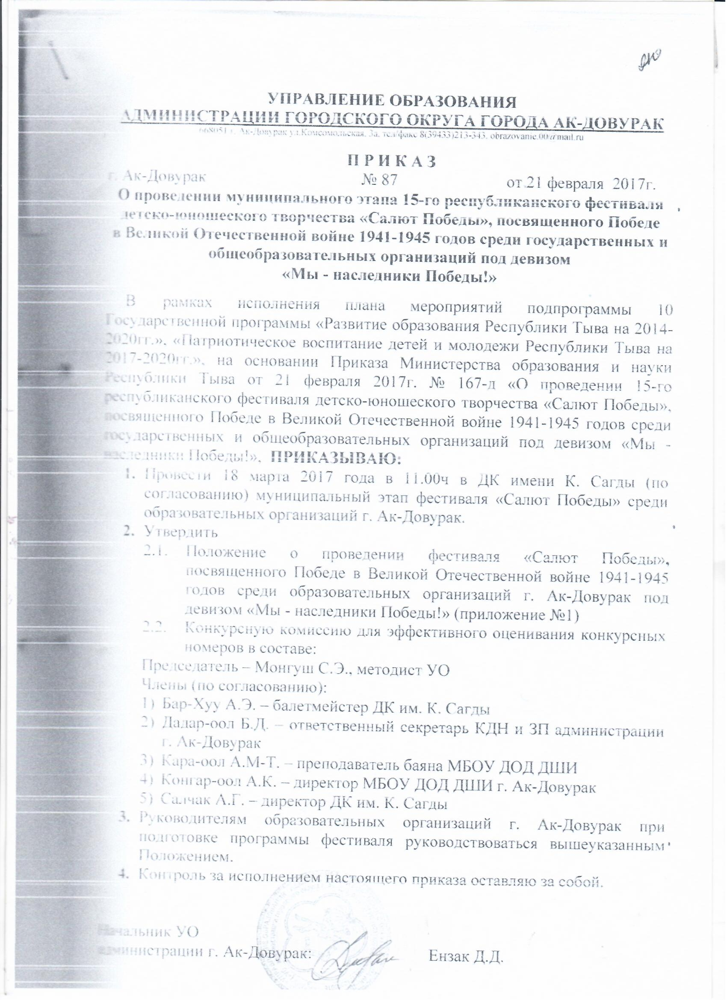 УПРАВЛЕНИЕ ОБРАЗОВАНИЯ
АДМИНИСТРАЦИИ ГОРОДСКОГО ОКРУГА ГОРОДА АК-ДОВУРАК
668051 г. Ак-Довурак ул.Комсомольская, 3а, тел/факс 8(39433)213-343. obrazovanie.00@mail.ru
П Р И К А З
г. Ак-Довурак № 87 от 21 февраля 2017г.
О проведении муниципального этапа 15-го республиканского фестиваля
детско-юношеского творчества «Салют Победы», посвященного Победе
в Великой Отечественной войне 1941-1945 годов среди государственных и
общеобразовательных организаций под девизом
«Мы - наследники Победы!»
В рамках исполнения плана мероприятий подпрограммы 10
Государственной программы «Развитие образования Республики Тыва на 2014-
2020гг.», «Патриотическое воспитание детей и молодежи Республики Тыва на
2017-2020гг.», на основании Приказа Министерства образования и науки
Республики Тыва от 21 февраля 2017г. № 167-д «О проведении 15-го
республиканского фестиваля детско-юношеского творчества «Салют Победы»,
посвященного Победе в Великой Отечественной войне 1941-1945 годов среди
государственных и общеобразовательных организаций под девизом «Мы -
наследники Победы!», ПРИКАЗЫВАЮ:
1. Провести 18 марта 2017 года в 11.00ч в ДК имени К. Сагды (по
согласованию) муниципальный этап фестиваля «Салют Победы» среди
образовательных организаций г. Ак-Довурак.
2. Утвердить
2.1. Положение о проведении фестиваля «Салют Победы»,
посвященного Победе в Великой Отечественной войне 1941-1945
годов среди образовательных организаций г. Ак-Довурак под
девизом «Мы - наследники Победы!» (приложение №1)
2.2. Конкурсную комиссию для эффективного оценивания конкурсных
номеров в составе:
Председатель – Монгуш С.Э., методист УО
Члены (по согласованию):
1) Бар-Хуу А.Э. – балетмейстер ДК им. К. Сагды
2) Дадар-оол Б.Д. – ответственный секретарь КДН и ЗП администрации
г. Ак-Довурак
3) Кара-оол А.М-Т. – преподаватель баяна МБОУ ДОД ДШИ
4) Конгар-оол А.К. – директор МБОУ ДОД ДШИ г. Ак-Довурак
5) Салчак А.Г. – директор ДК им. К. Сагды
3. Руководителям образовательных организаций г. Ак-Довурак при
подготовке программы фестиваля руководствоваться вышеуказанным
Положением.
4. Контроль за исполнением настоящего приказа оставляю за собой.
Начальник УО
администрации г. Ак-Довурак: Ензак Д.Д.